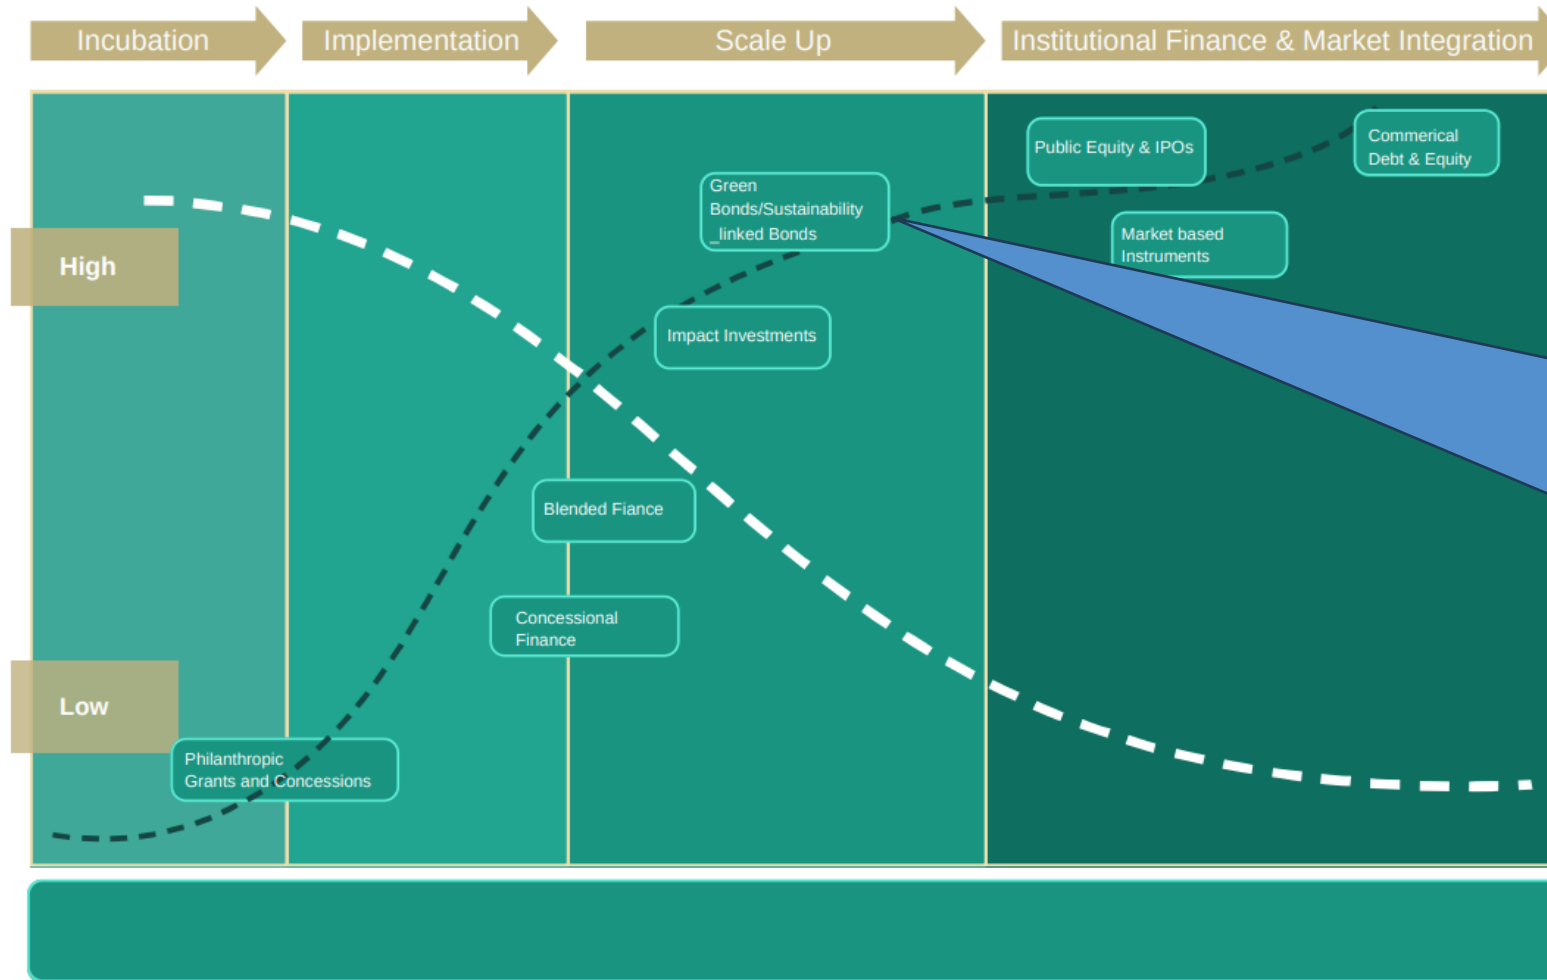 Incubation
Implementation
Scale Up
Institutional Finance & Market Integration
High
Low
Public Equity & IPOs
Commerical
Debt & Equity
Green
Bonds/Sustainability
_linked Bonds
Market based
Instruments
Impact Investments
Blended Fiance
Concessional
Finance
Philanthropic
Grants and Concessions